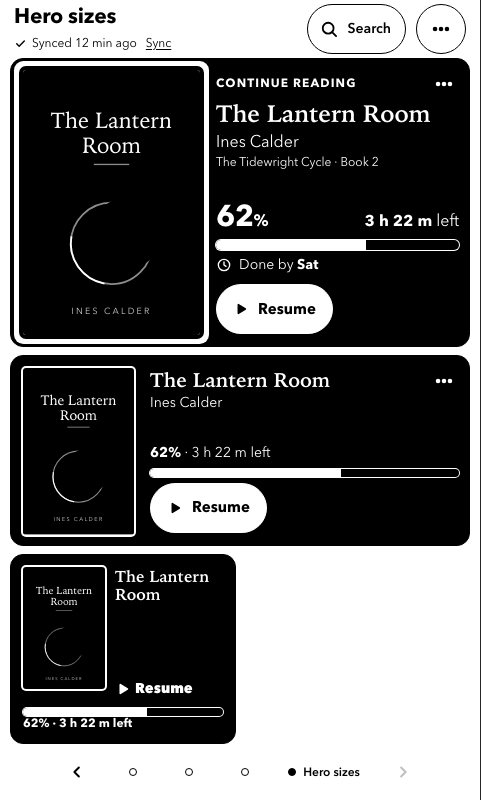 Hero sizes
Synced 12 min ago Sync
Search
CONTINUE READING
The Lantern Room
Ines Calder
The Tidewright Cycle · Book 2
62%
3 h 22 m left
Done by Sat
Resume
The Lantern
Room
INES CALDER
The Lantern Room
Ines Calder
62% · 3 h 22 m left
Resume
The Lantern
Room
INES CALDER
The Lantern
Room
Resume
62% · 3 h 22 m left
The Lantern
Room
INES CALDER
Hero sizes